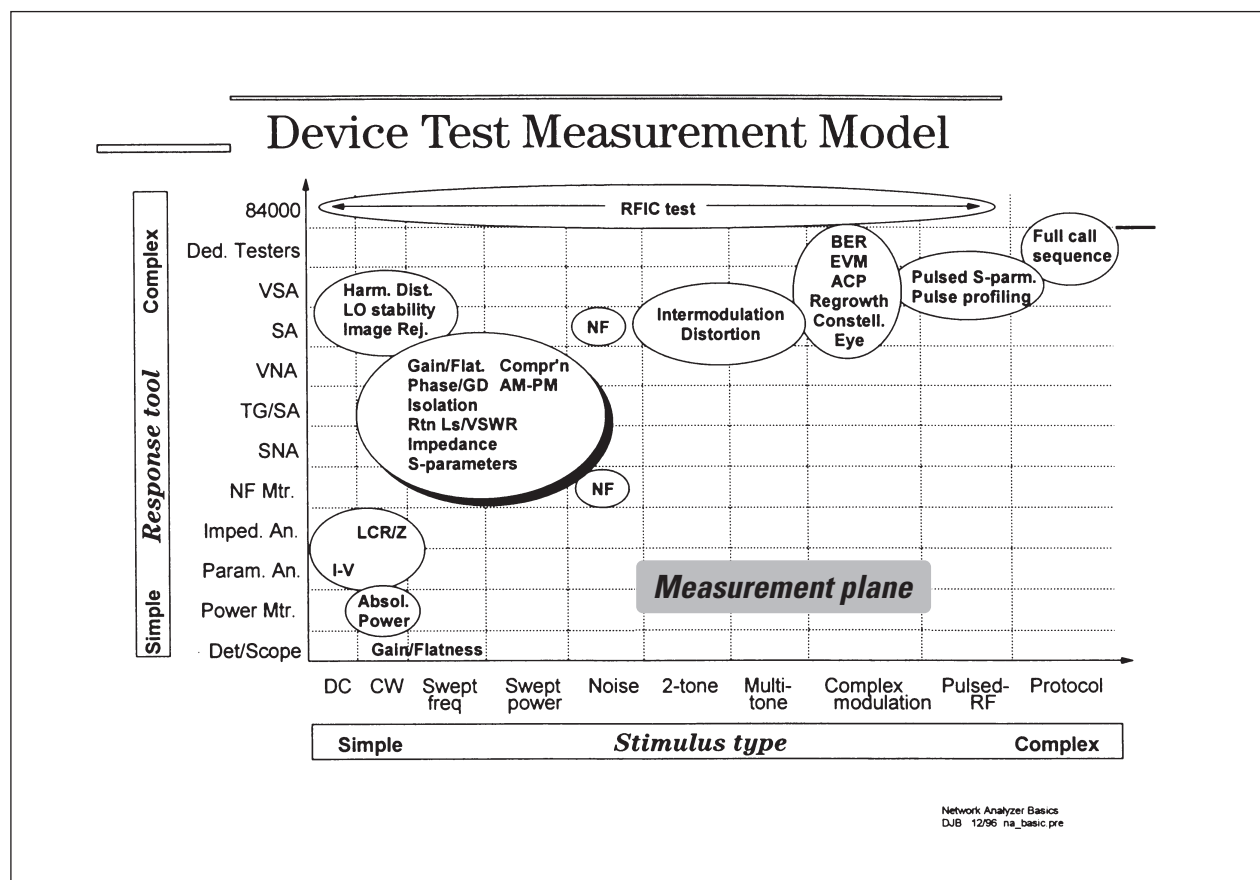 Device Test Measurement Model
Complex
Response tool
Simple
84000
Ded. Testers
VSA
SA
VNA
TG/SA
SNA
NF Mtr.
Imped. An.
Param. An.
Power Mtr.
Det/Scope
RFIC test
Full call
sequence
BER
EVM
ACP
Regrowth
Constell.
Eye
Pulsed S-parm.
Pulse profiling
Harm. Dist.
LO stability
Image Rej.
NF
Intermodulation
Distortion
Gain/Flat. Compr'n
Phase/GD AM-PM
Isolation
Rtn Ls/VSWR
Impedance
S-parameters
NF
LCR/Z
I-V
Absol.
Power
Gain/Flatness
Measurement plane
DC
CW
Swept
freq
Swept
power
Noise
2-tone
Multi-
tone
Complex
modulation
Pulsed-
RF
Protocol
Simple
Stimulus type
Complex
Network Analyzer Basics
DJB 12/96 na_basic.pre